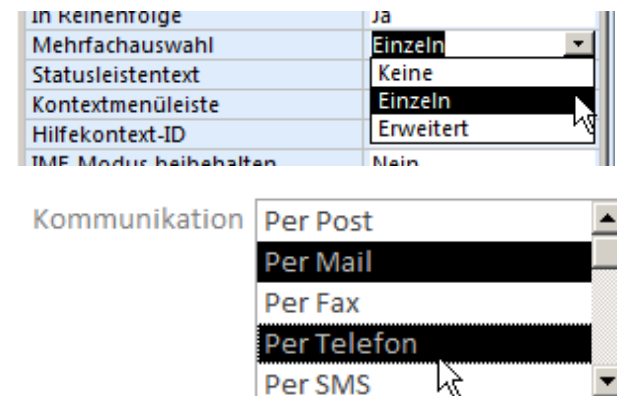 In Reihenfolge Ja
Mehrfachauswahl Einzeln
Statusleistentext Keine
Kontextmenüleiste Einzeln
Hilfekontext-ID Erweitert
IME-Modus beibehalten Nein
Kommunikation Per Post
Per Mail
Per Fax
Per Telefon
Per SMS